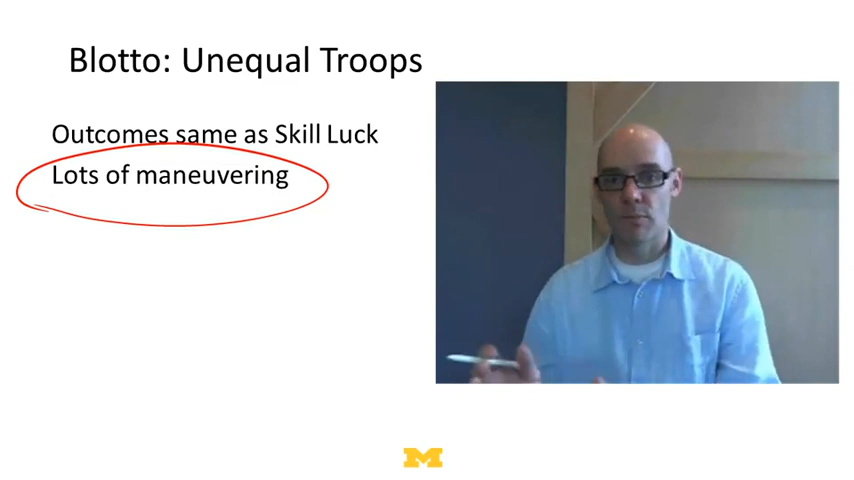 Blotto: Unequal Troops
Outcomes same as Skill Luck
Lots of maneuvering
M